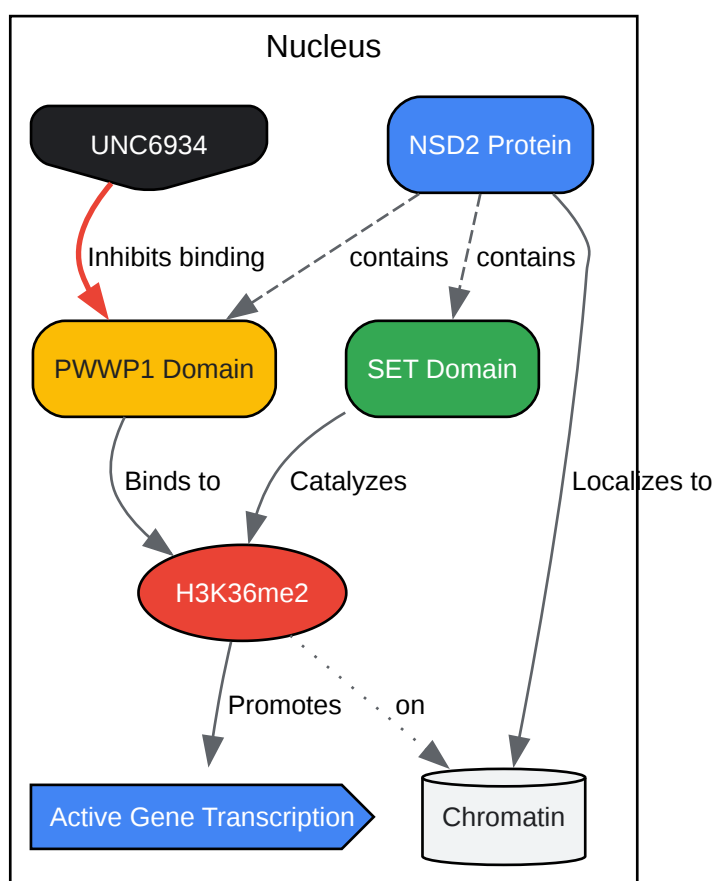 Nucleus
UNC6934
NSD2 Protein
Inhibits binding
contains
contains
PWWP1 Domain
SET Domain
Binds to
Catalyzes
Localizes to
H3K36me2
Promotes
on
Active Gene Transcription
Chromatin